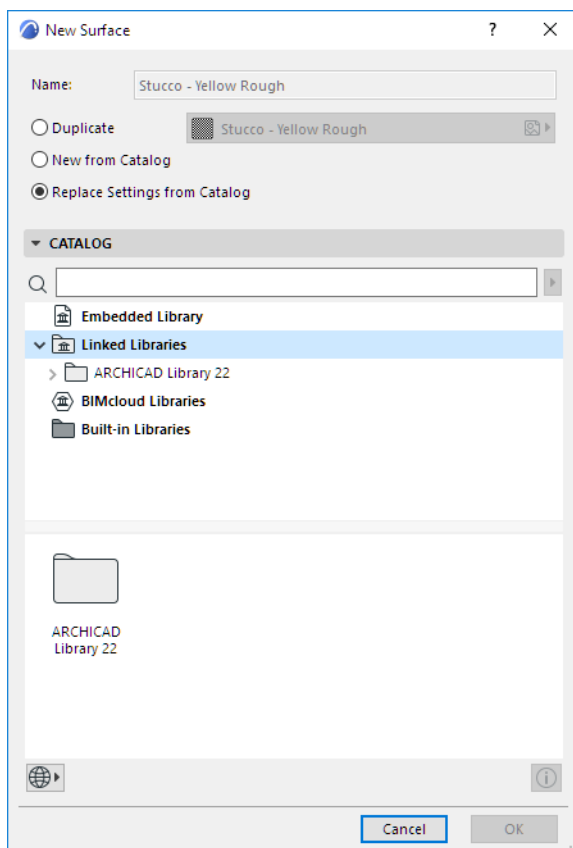 New Surface
Name:
Stucco - Yellow Rough
Duplicate
Stucco - Yellow Rough
New from Catalog
Replace Settings from Catalog
CATALOG
Embedded Library
Linked Libraries
ARCHICAD Library 22
BIMcloud Libraries
Built-in Libraries
ARCHICAD
Library 22
Cancel
OK